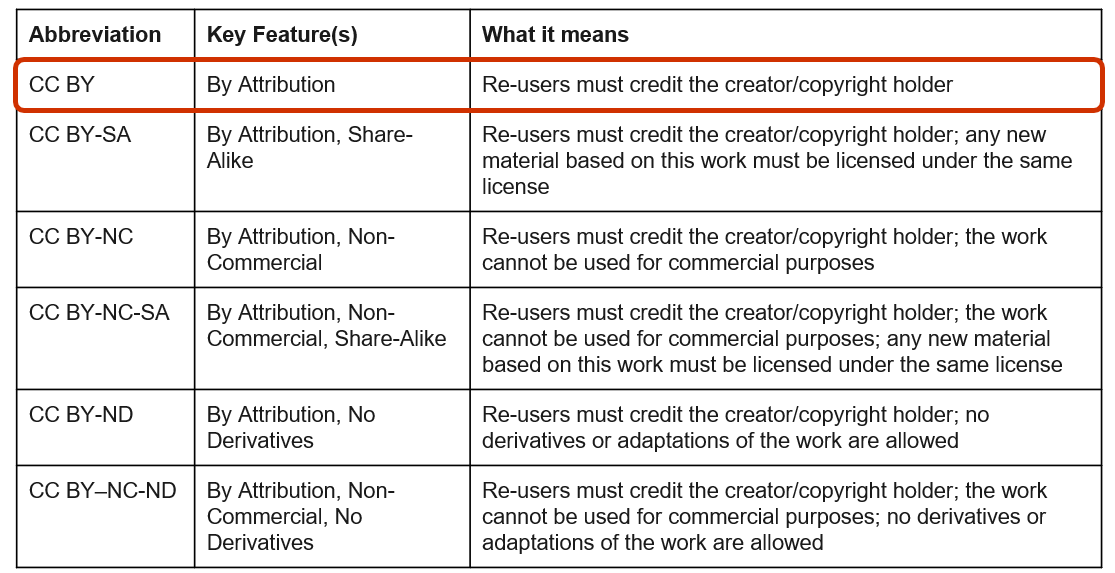 Abbreviation Key Feature(s) What it means
CC BY By Attribution Re-users must credit the creator/copyright holder
CC BY-SA By Attribution, Share- Re-users must credit the creator/copyright holder; any new
Alike material based on this work must be licensed under the same
license
CC BY-NC By Attribution, Non- Re-users must credit the creator/copyright holder; the work
Commercial cannot be used for commercial purposes
CC BY-NC-SA By Attribution, Non- Re-users must credit the creator/copyright holder; the work
Commercial, Share-Alike cannot be used for commercial purposes; any new material
based on this work must be licensed under the same license
CC BY-ND By Attribution, No Re-users must credit the creator/copyright holder; no
Derivatives derivatives or adaptations of the work are allowed
CC BY–NC-ND By Attribution, Non- Re-users must credit the creator/copyright holder; the work
Commercial, No cannot be used for commercial purposes; no derivatives or
Derivatives adaptations of the work are allowed